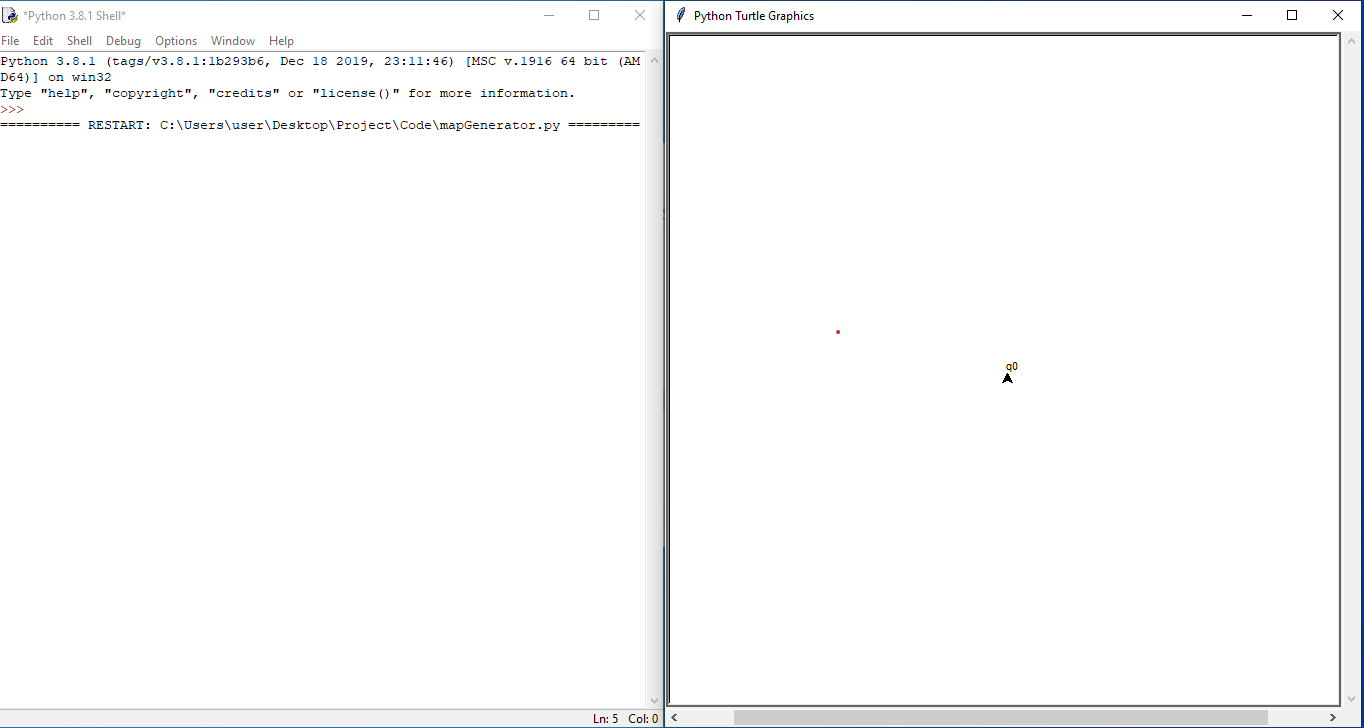 *Python 3.8.1 Shell*
File Edit Shell Debug Options Window Help
Python 3.8.1 (tags/v3.8.1:1b293b6, Dec 18 2019, 23:11:46) [MSC v.1916 64 bit (AM
D64)] on win32
Type "help", "copyright", "credits" or "license()" for more information.
>>>
========== RESTART: C:\Users\user\Desktop\Project\Code\mapGenerator.py =========
Ln: 5 Col: 0
Python Turtle Graphics
q0